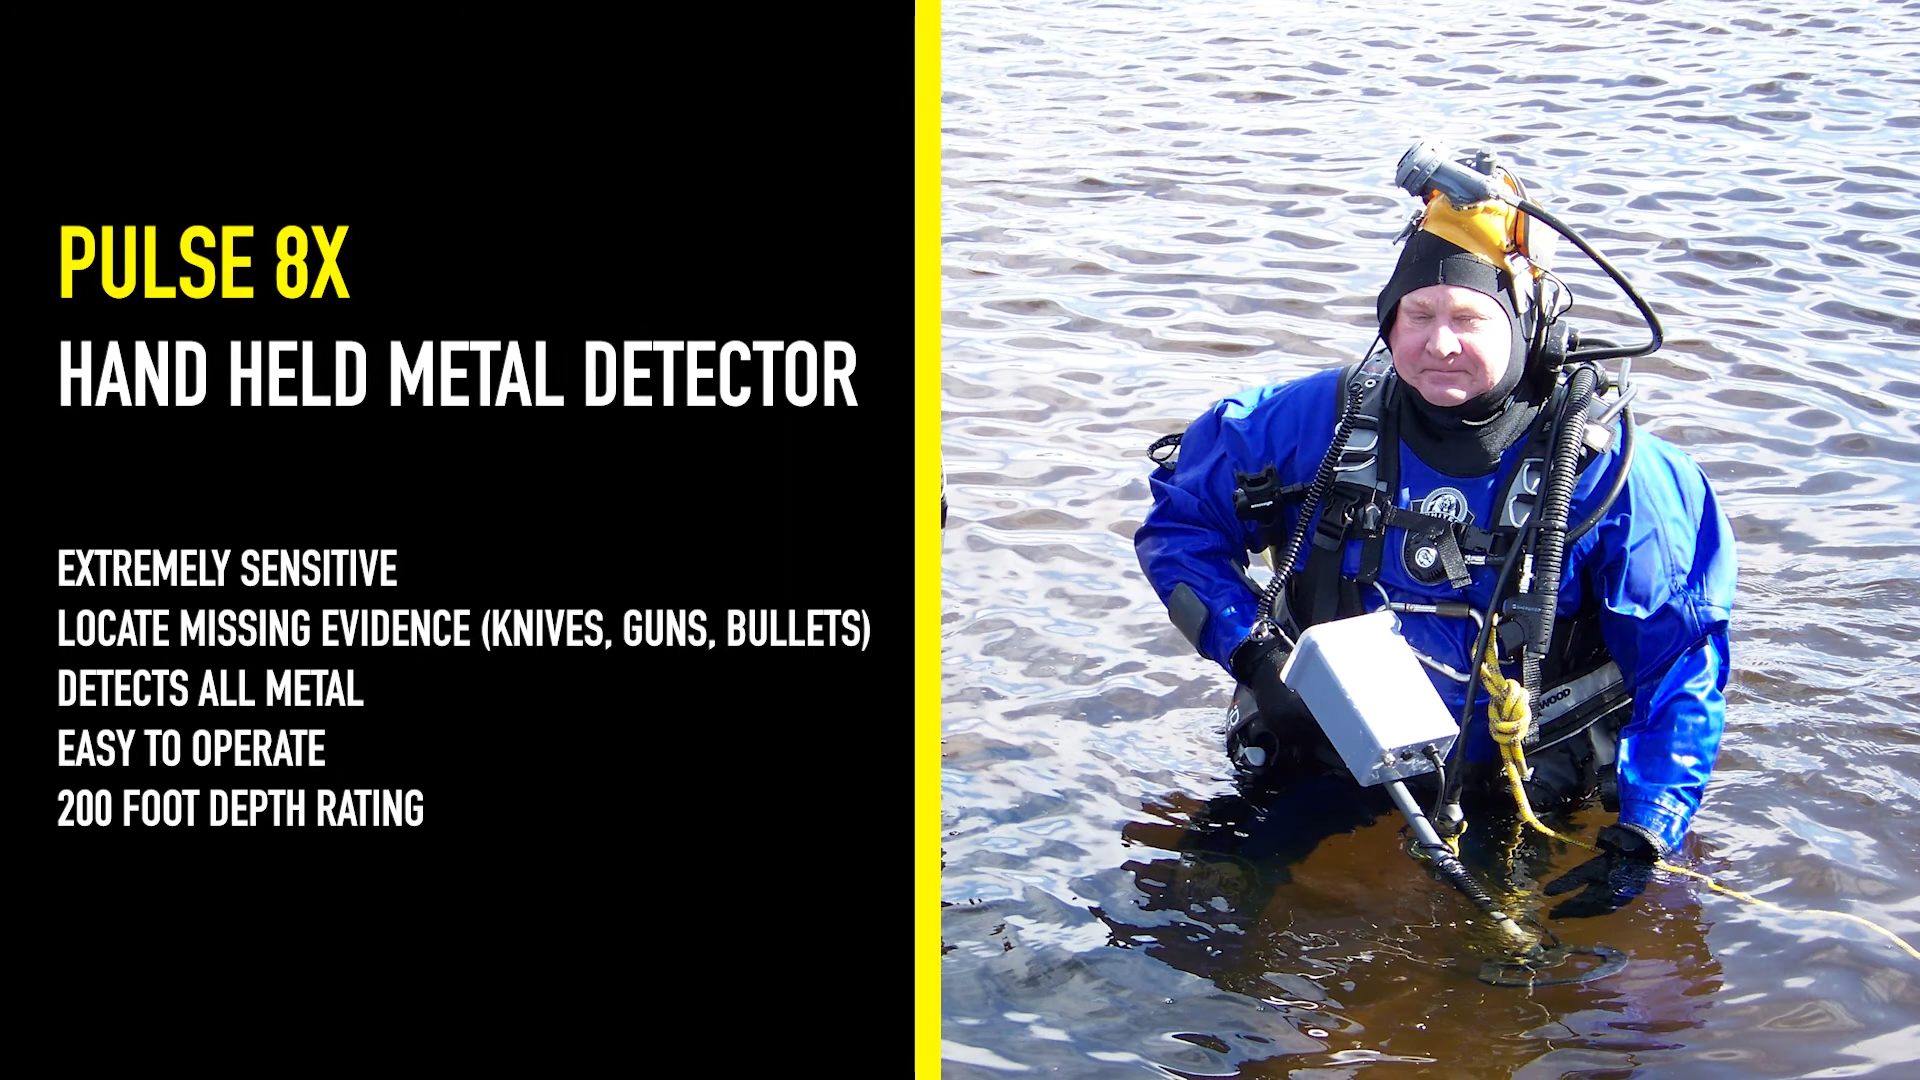 PULSE 8X
HAND HELD METAL DETECTOR
EXTREMELY SENSITIVE
LOCATE MISSING EVIDENCE (KNIVES, GUNS, BULLETS)
DETECTS ALL METAL
EASY TO OPERATE
200 FOOT DEPTH RATING
WOOD